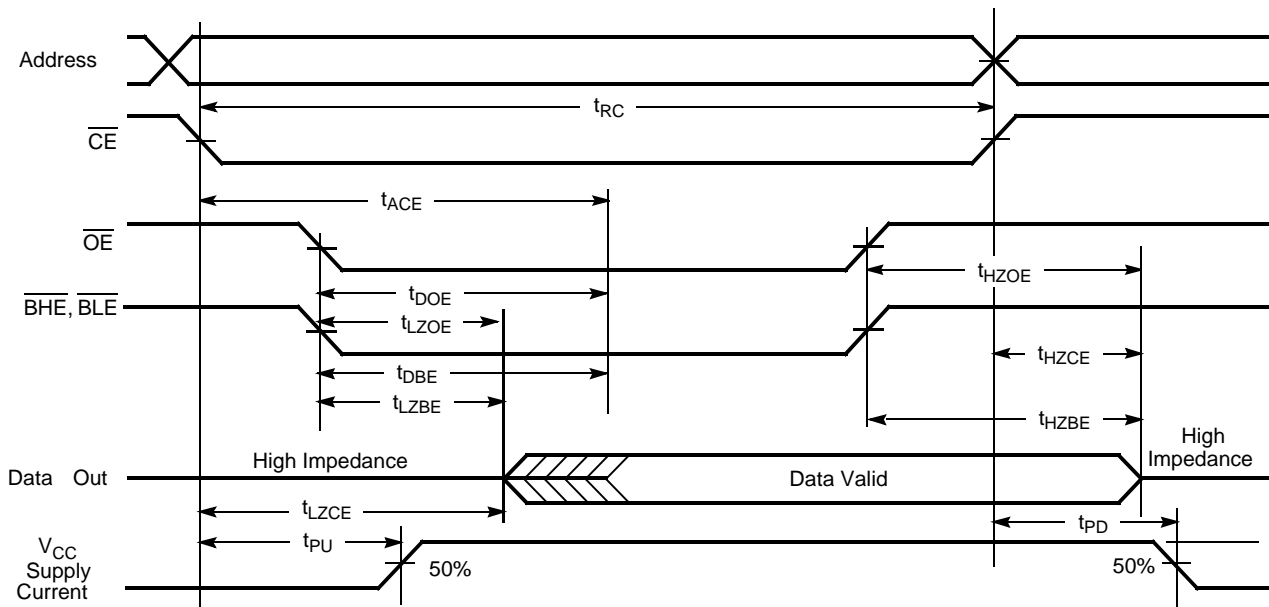 Address
tRC
CE
tACE
OE
tHZOE
tDOE
BHE, BLE
tLZOE
tHZCE
tDBE
tLZBE
tHZBE
High
Impedance
High Impedance
Data Out
Data Valid
tLZCE
tPD
tPU
VCC
Supply
Current
50%
50%